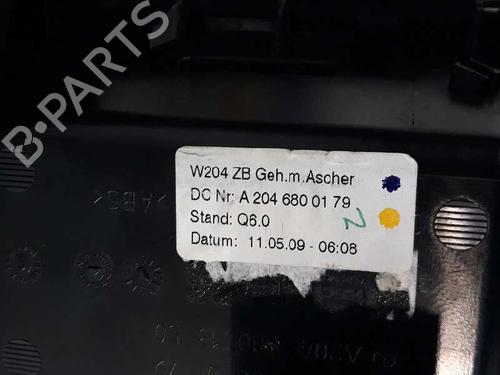 B-PARTS
W204 ZB Geh.m.Ascher
DC Nr: A 204 680 01 79
Stand: Q6.0
Datum: 11.05.09 - 06:08
>ABS<